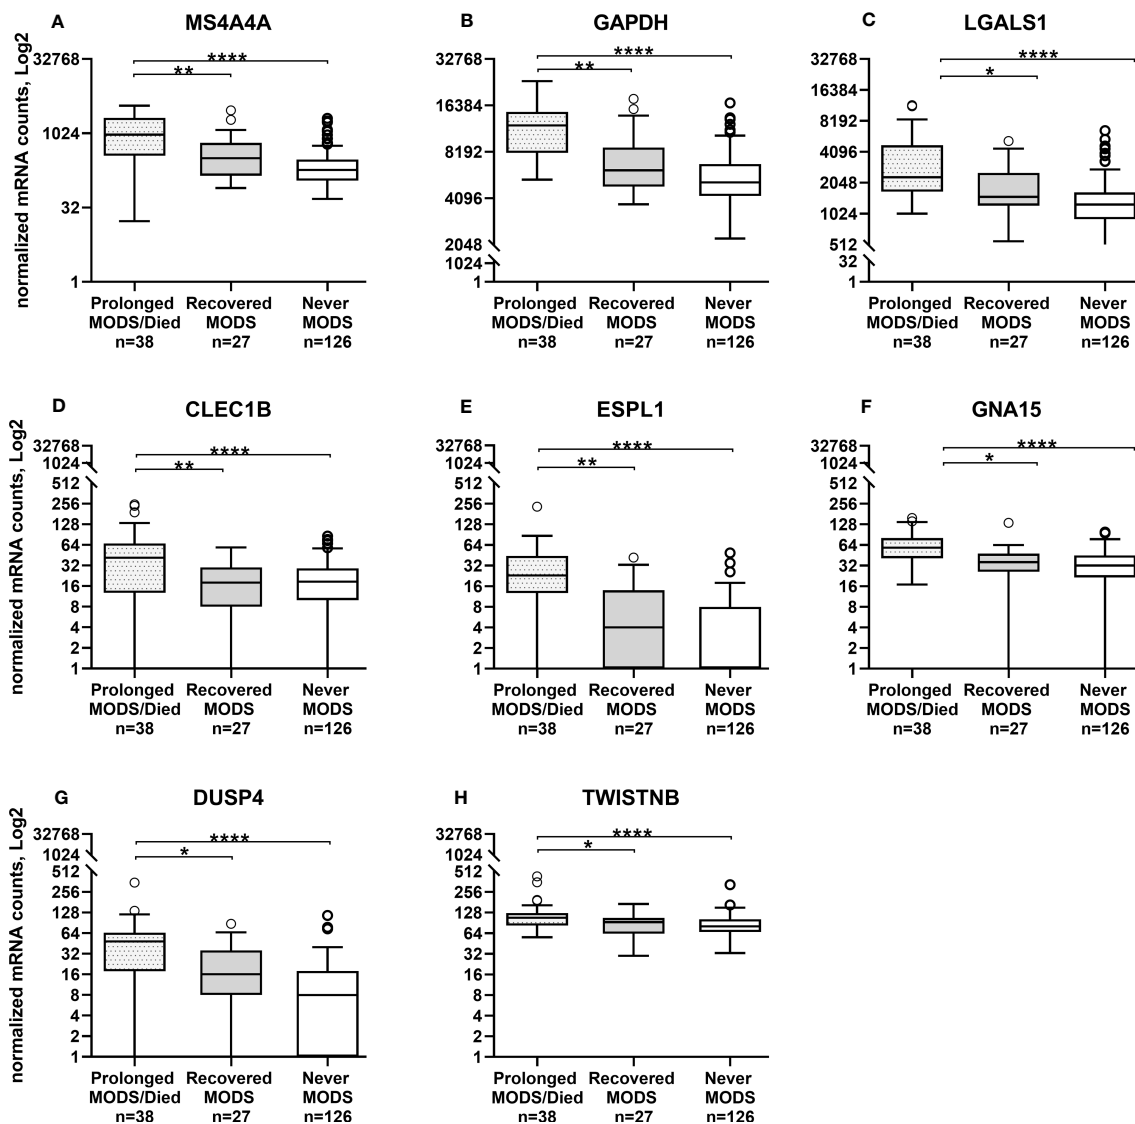 A MS4A4A
normalized mRNA counts, Log2
32768
1024
32
1
****
**
Prolonged MODS/Died n=38
Recovered MODS n=27
Never MODS n=126
B GAPDH
32768
16384
8192
4096
2048
1024
1
****
**
Prolonged MODS/Died n=38
Recovered MODS n=27
Never MODS n=126
C LGALS1
32768
16384
8192
4096
2048
1024
512
32
1
****
*
Prolonged MODS/Died n=38
Recovered MODS n=27
Never MODS n=126
D CLEC1B
normalized mRNA counts, Log2
32768
1024
512
256
128
64
32
16
8
4
2
1
****
**
Prolonged MODS/Died n=38
Recovered MODS n=27
Never MODS n=126
E ESPL1
32768
1024
512
256
128
64
32
16
8
4
2
1
****
**
Prolonged MODS/Died n=38
Recovered MODS n=27
Never MODS n=126
F GNA15
32768
1024
512
256
128
64
32
16
8
4
2
1
****
*
Prolonged MODS/Died n=38
Recovered MODS n=27
Never MODS n=126
G DUSP4
normalized mRNA counts, Log2
32768
1024
512
256
128
64
32
16
8
4
2
1
****
*
Prolonged MODS/Died n=38
Recovered MODS n=27
Never MODS n=126
H TWISTNB
32768
1024
512
256
128
64
32
16
8
4
2
1
****
*
Prolonged MODS/Died n=38
Recovered MODS n=27
Never MODS n=126